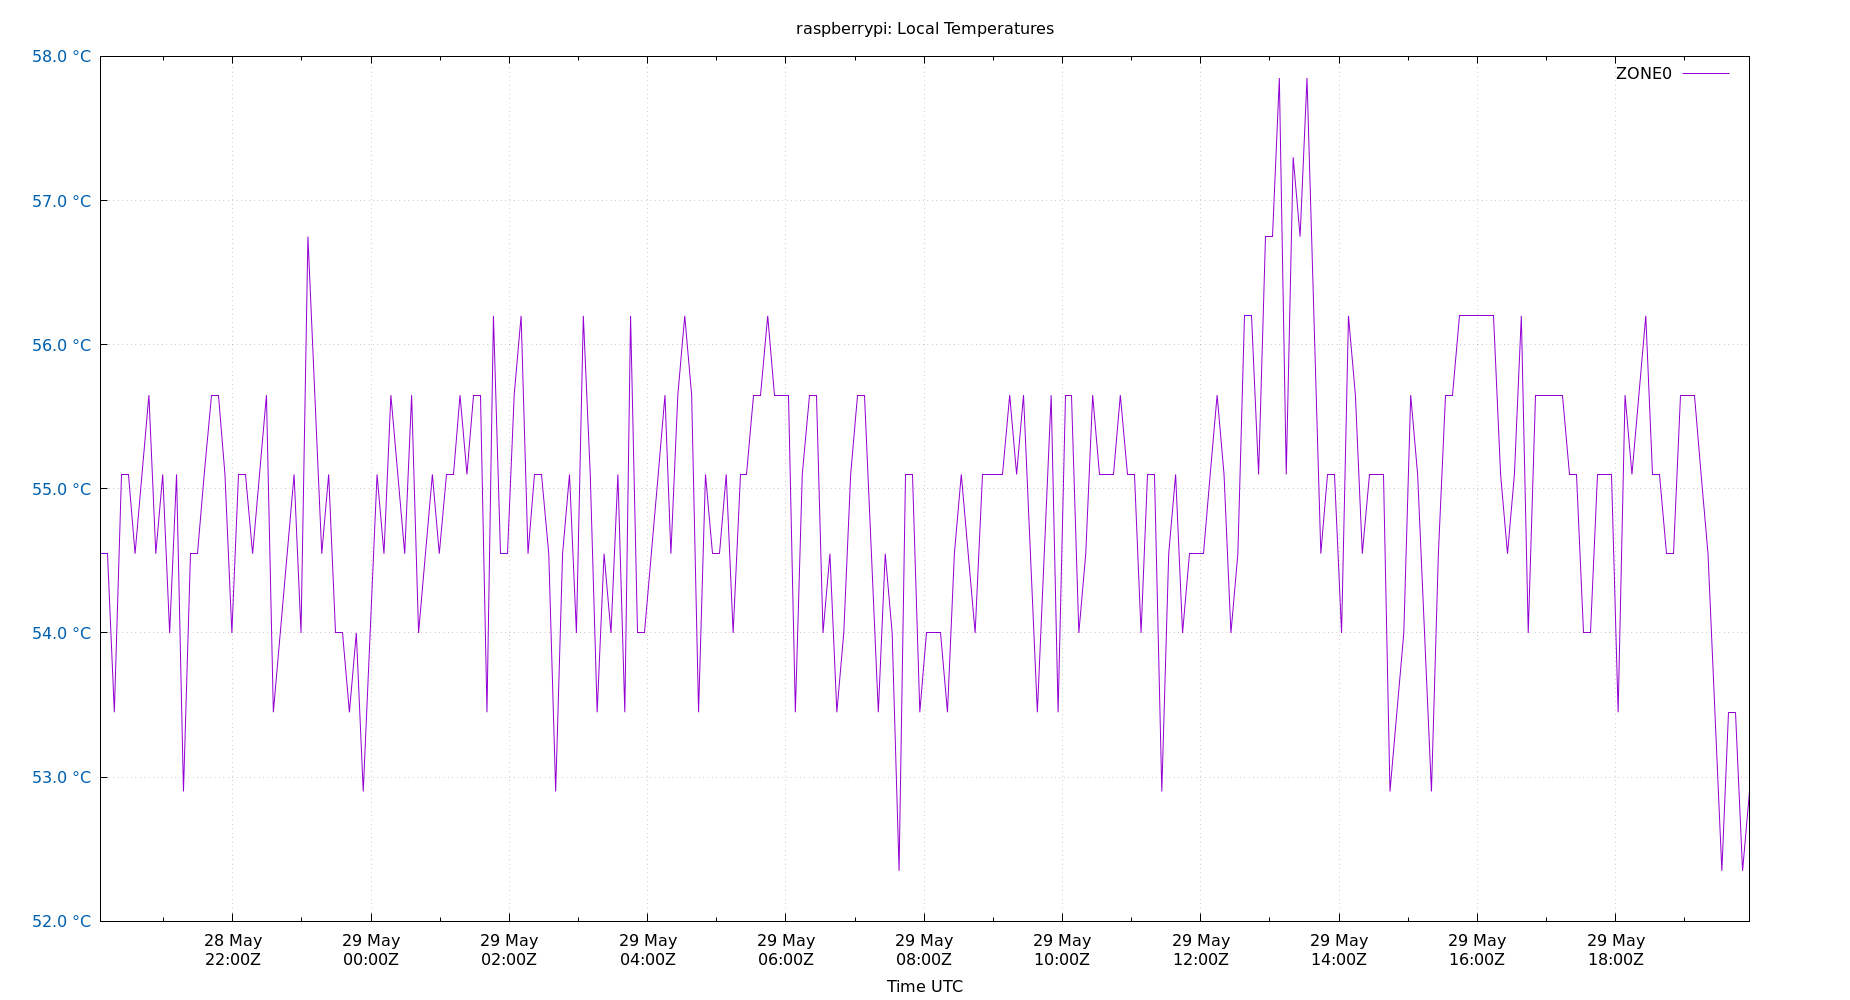 raspberrypi: Local Temperatures
58.0 °C
ZONE0
57.0 °C
56.0 °C
55.0 °C
54.0 °C
53.0 °C
52.0 °C
28 May 29 May 29 May 29 May 29 May 29 May 29 May 29 May 29 May 29 May 29 May
22:00Z 00:00Z 02:00Z 04:00Z 06:00Z 08:00Z 10:00Z 12:00Z 14:00Z 16:00Z 18:00Z
Time UTC